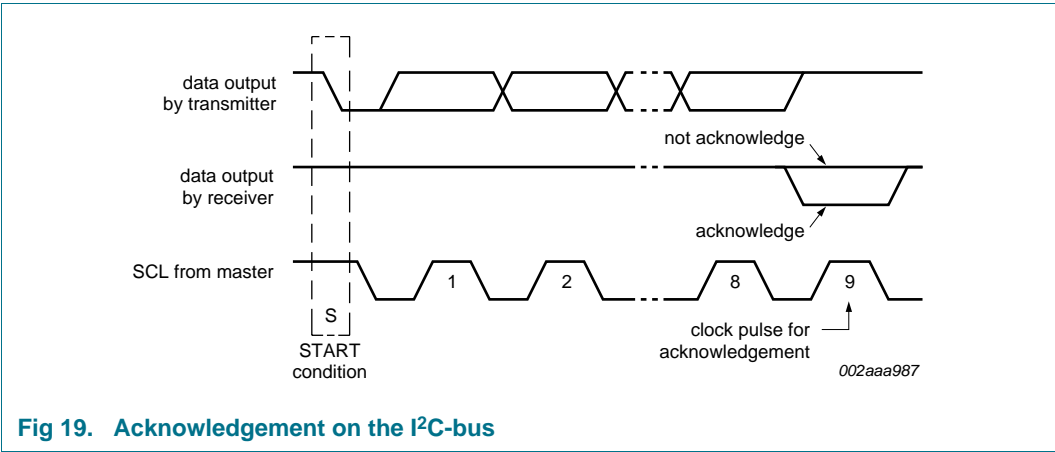 data output
by transmitter
not acknowledge
data output
by receiver
acknowledge
SCL from master
1
2
8
9
S
START
condition
clock pulse for
acknowledgement
002aaa987
Fig 19. Acknowledgement on the I²C-bus